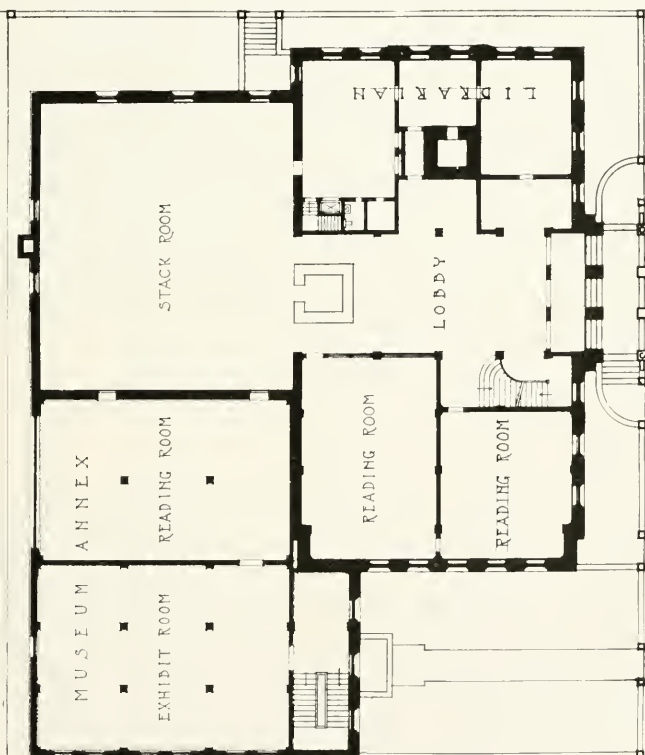 LIBRARIAN
STACK ROOM
LOBBY
READING ROOM
READING ROOM
ANNEX
READING ROOM
MUSEUM
EXHIBIT ROOM